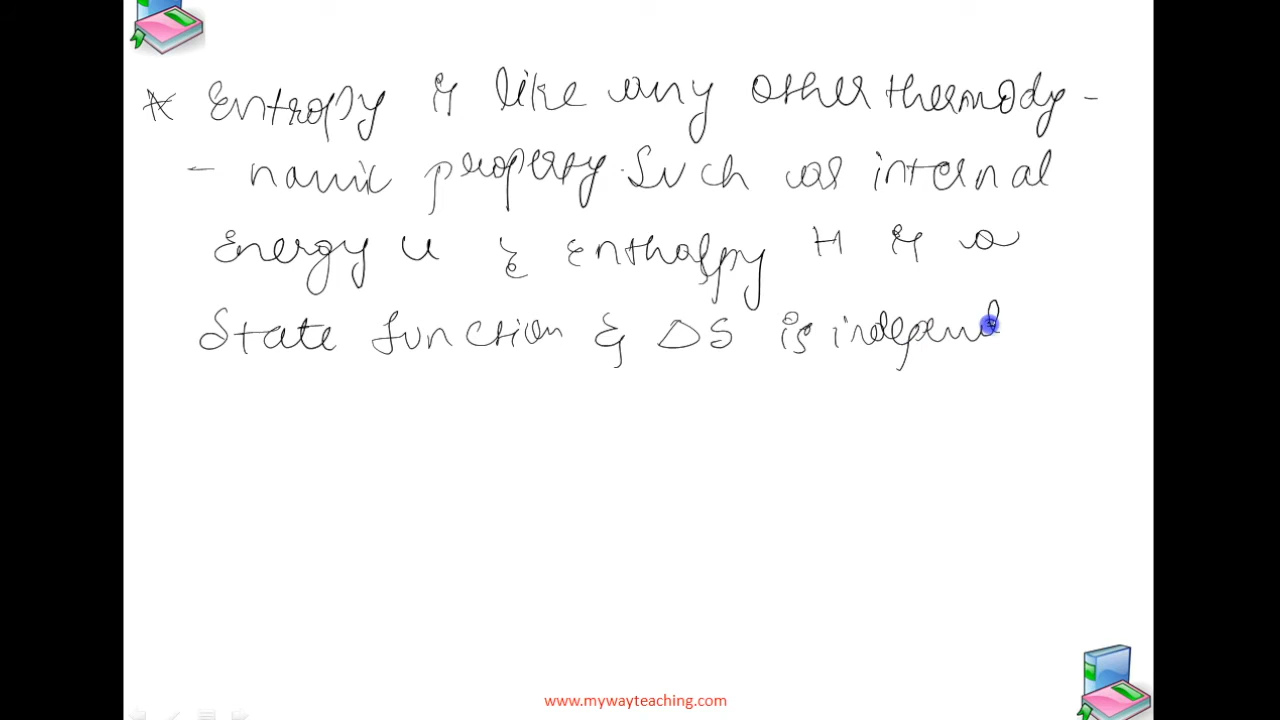 * Entropy is like any other thermody-
- namic property such as internal
Energy U & Enthalpy H is a
State function & ΔS is independ
www.mywayteaching.com